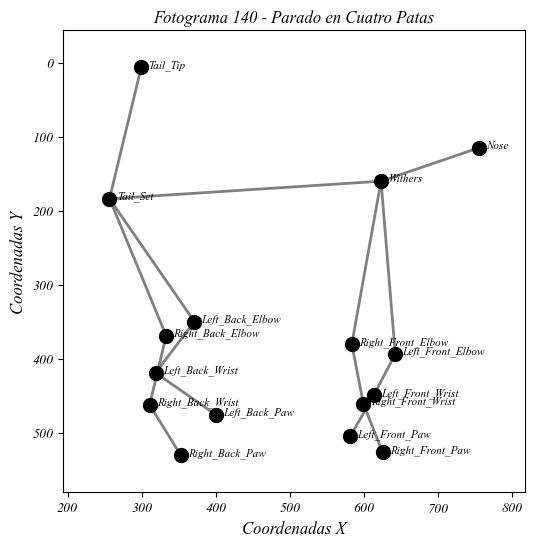 Fotograma 140 - Parado en Cuatro Patas
0
100
200
300
400
500
Coordenadas Y
Tail_Tip
Nose
Withers
Tail_Set
Left_Back_Elbow
Right_Back_Elbow
Right_Front_Elbow
Left_Front_Elbow
Left_Back_Wrist
Left_Front_Wrist
Right_Back_Wrist
Right_Front_Wrist
Left_Back_Paw
Left_Front_Paw
Right_Back_Paw
Right_Front_Paw
200 300 400 500 600 700 800
Coordenadas X